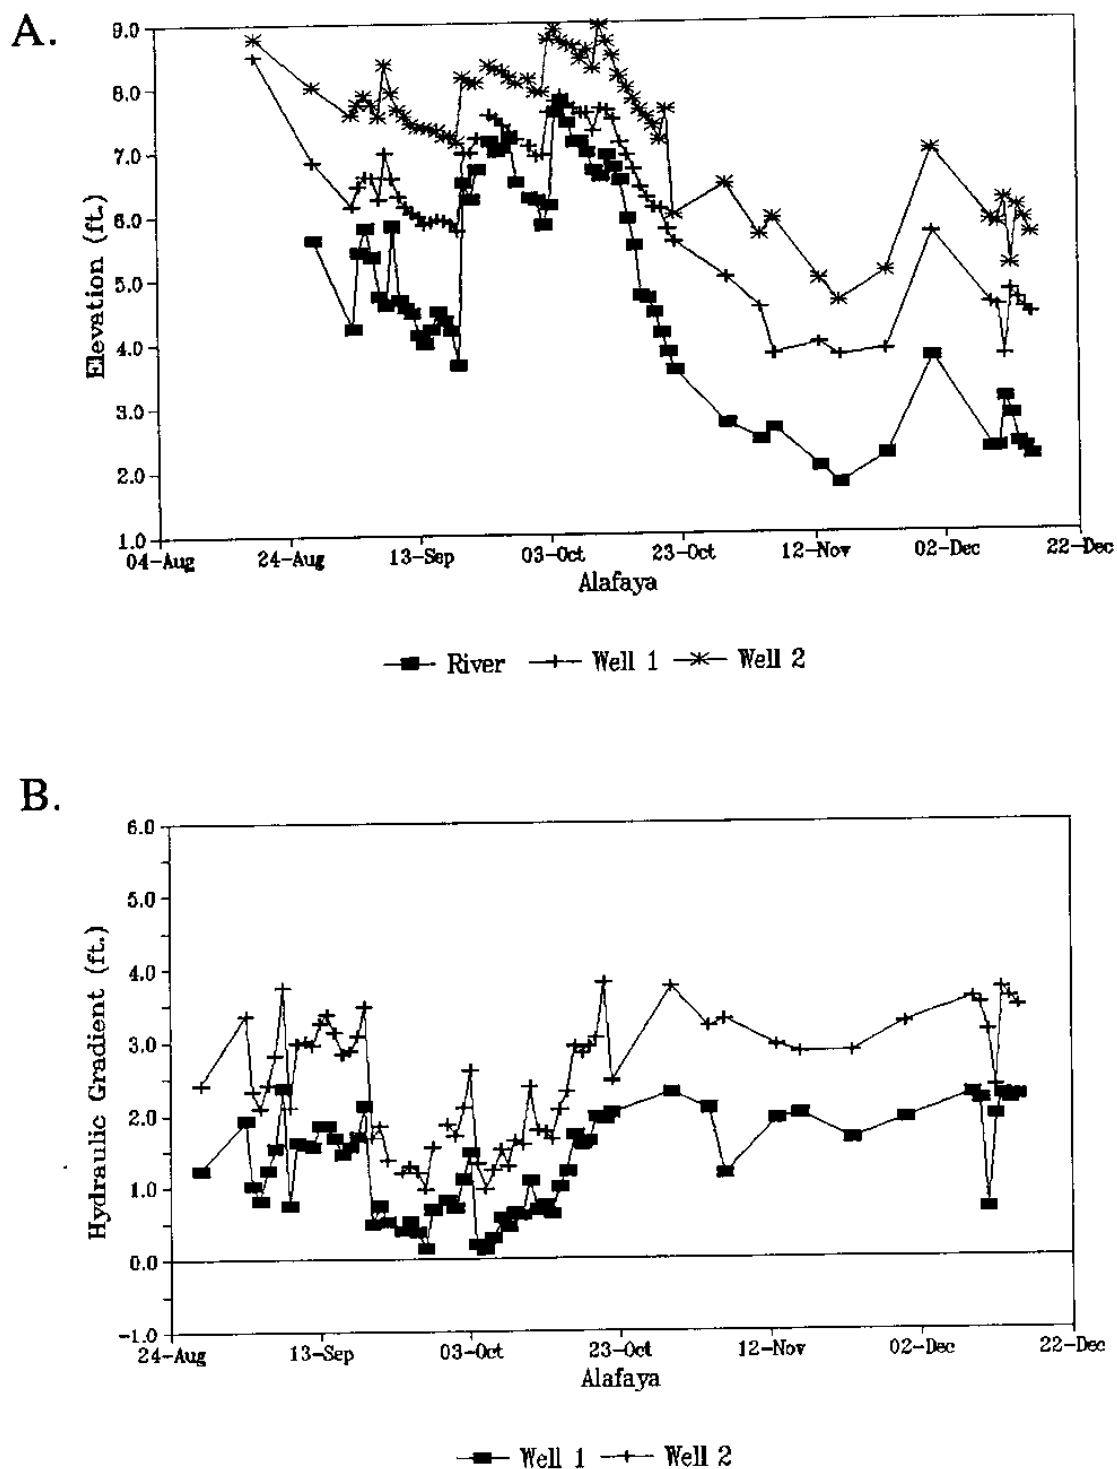 A.
9.0
8.0
7.0
6.0
5.0
4.0
3.0
2.0
1.0
Elevation (ft.)
04-Aug 24-Aug 13-Sep 03-Oct 23-Oct 12-Nov 02-Dec 22-Dec
Alafaya
River Well 1 Well 2
B.
6.0
5.0
4.0
3.0
2.0
1.0
0.0
-1.0
Hydraulic Gradient (ft.)
24-Aug 13-Sep 03-Oct 23-Oct 12-Nov 02-Dec 22-Dec
Alafaya
Well 1 Well 2